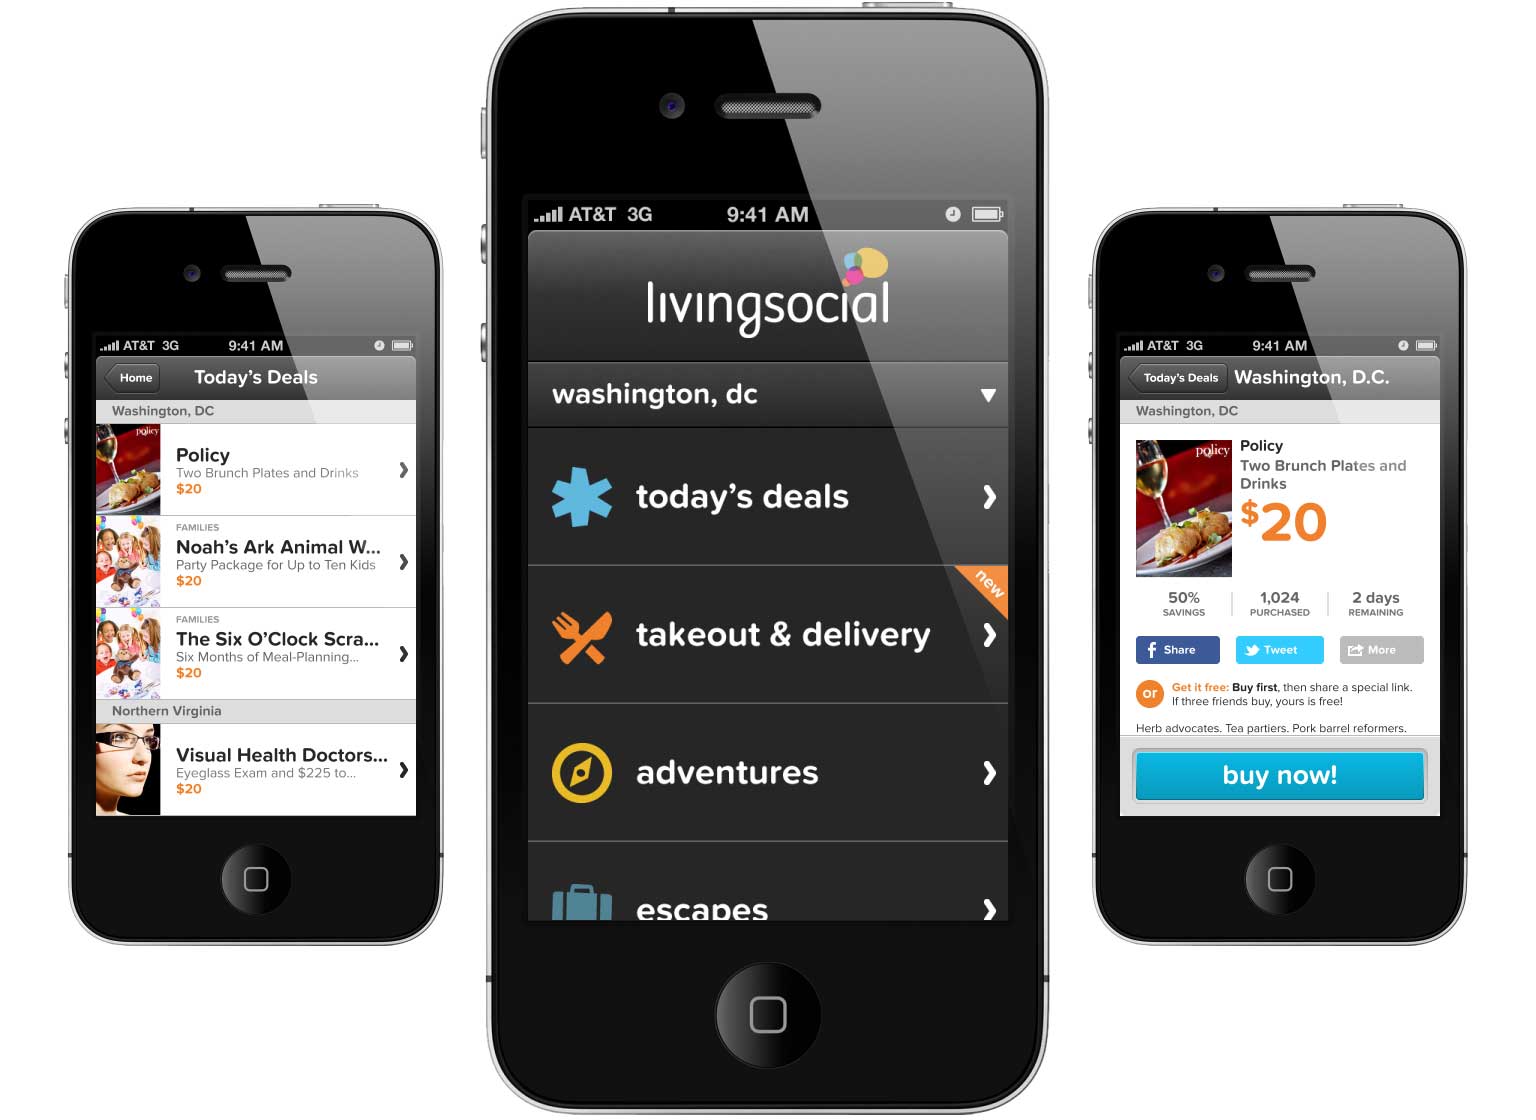 AT&T 3G 9:41 AM
Home Today's Deals
Washington, DC
policy
Policy
Two Brunch Plates and Drinks
$20
FAMILIES
Noah's Ark Animal W...
Party Package for Up to Ten Kids
$20
FAMILIES
The Six O'Clock Scra...
Six Months of Meal-Planning...
$20
Northern Virginia
Visual Health Doctors...
Eyeglass Exam and $225 to...
$20
AT&T 3G 9:41 AM
livingsocial
washington, dc
today's deals
new
takeout & delivery
adventures
escapes
AT&T 3G 9:41 AM
Today's Deals Washington, D.C.
Washington, DC
policy
Policy
Two Brunch Plates and
Drinks
$20
50% 1,024 2 days
SAVINGS PURCHASED REMAINING
f Share Tweet More
or Get it free: Buy first, then share a special link.
If three friends buy, yours is free!
Herb advocates. Tea partiers. Pork barrel reformers.
buy now!